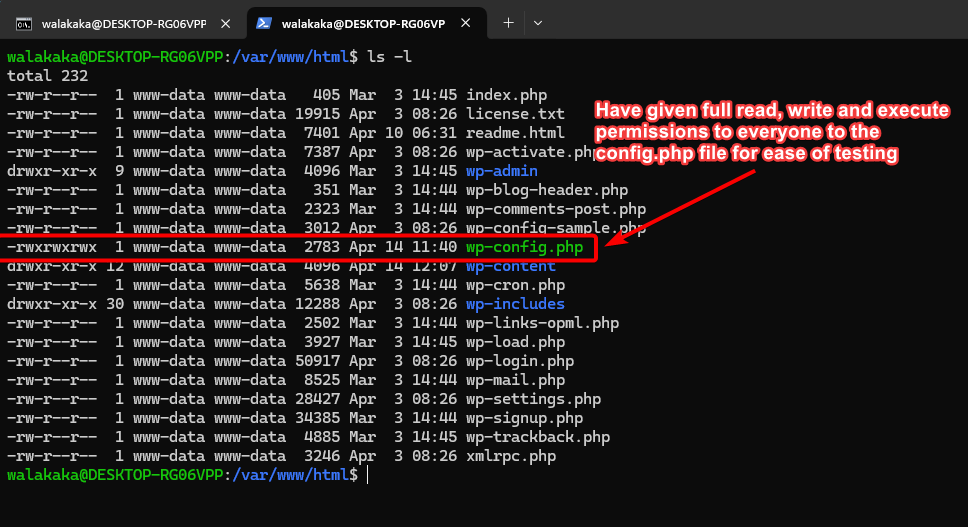 walakaka@DESKTOP-RG06VPP
walakaka@DESKTOP-RG06VP
walakaka@DESKTOP-RG06VPP:/var/www/html$ ls -l
total 232
-rw-r--r--  1 www-data www-data   405 Mar  3 14:45 index.php
-rw-r--r--  1 www-data www-data 19915 Apr  3 08:26 license.txt
-rw-r--r--  1 www-data www-data  7401 Apr 10 06:31 readme.html
-rw-r--r--  1 www-data www-data  7387 Apr  3 08:26 wp-activate.php
drwxr-xr-x  9 www-data www-data  4096 Mar  3 14:45 wp-admin
-rw-r--r--  1 www-data www-data   351 Mar  3 14:44 wp-blog-header.php
-rw-r--r--  1 www-data www-data  2323 Mar  3 14:44 wp-comments-post.php
-rw-r--r--  1 www-data www-data  3012 Apr  3 08:26 wp-config-sample.php
-rwxrwxrwx  1 www-data www-data  2783 Apr 14 11:40 wp-config.php
drwxr-xr-x 12 www-data www-data  4096 Apr 14 12:07 wp-content
-rw-r--r--  1 www-data www-data  5638 Mar  3 14:44 wp-cron.php
drwxr-xr-x 30 www-data www-data 12288 Apr  3 08:26 wp-includes
-rw-r--r--  1 www-data www-data  2502 Mar  3 14:44 wp-links-opml.php
-rw-r--r--  1 www-data www-data  3927 Mar  3 14:45 wp-load.php
-rw-r--r--  1 www-data www-data 50917 Apr  3 08:26 wp-login.php
-rw-r--r--  1 www-data www-data  8525 Mar  3 14:44 wp-mail.php
-rw-r--r--  1 www-data www-data 28427 Apr  3 08:26 wp-settings.php
-rw-r--r--  1 www-data www-data 34385 Mar  3 14:44 wp-signup.php
-rw-r--r--  1 www-data www-data  4885 Mar  3 14:45 wp-trackback.php
-rw-r--r--  1 www-data www-data  3246 Apr  3 08:26 xmlrpc.php
walakaka@DESKTOP-RG06VPP:/var/www/html$
Have given full read, write and execute
permissions to everyone to the
config.php file for ease of testing